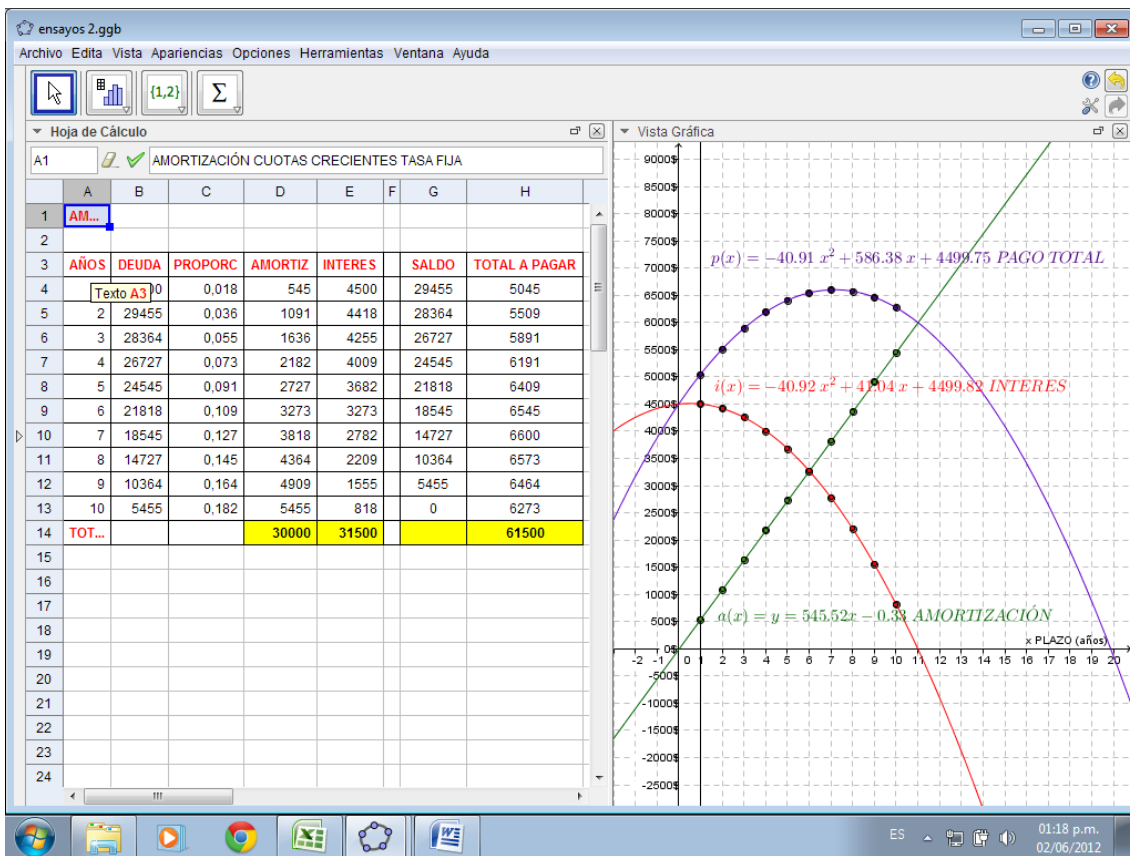 ensayos 2.ggb
Archivo Edita Vista Apariencias Opciones Herramientas Ventana Ayuda
{1,2} Σ
Hoja de Cálculo
A1 AMORTIZACIÓN CUOTAS CRECIENTES TASA FIJA
A B C D E F G H
1 AM...
2
3 AÑOS DEUDA PROPORC AMORTIZ INTERES SALDO TOTAL A PAGAR
4 Texto A3 0,018 545 4500 29455 5045
5 2 29455 0,036 1091 4418 28364 5509
6 3 28364 0,055 1636 4255 26727 5891
7 4 26727 0,073 2182 4009 24545 6191
8 5 24545 0,091 2727 3682 21818 6409
9 6 21818 0,109 3273 3273 18545 6545
10 7 18545 0,127 3818 2782 14727 6600
11 8 14727 0,145 4364 2209 10364 6573
12 9 10364 0,164 4909 1555 5455 6464
13 10 5455 0,182 5455 818 0 6273
14 TOT... 30000 31500 61500
15
16
17
18
19
20
21
22
23
24
Vista Gráfica
9000$
8500$
8000$
7500$
p(x) = −40.91 x² + 586.38 x + 4499.75 PAGO TOTAL
7000$
6500$
6000$
5500$
5000$
i(x) = −40.92 x² + 41.04 x + 4499.82 INTERES
4500$
4000$
3500$
3000$
2500$
2000$
1500$
1000$
a(x) = y = 545.52x − 0.33 AMORTIZACIÓN
500$
x PLAZO (años)
0$
-2 -1 0 1 2 3 4 5 6 7 8 9 10 11 12 13 14 15 16 17 18 19 20
-500$
-1000$
-1500$
-2000$
-2500$
ES 01:18 p.m.
02/06/2012